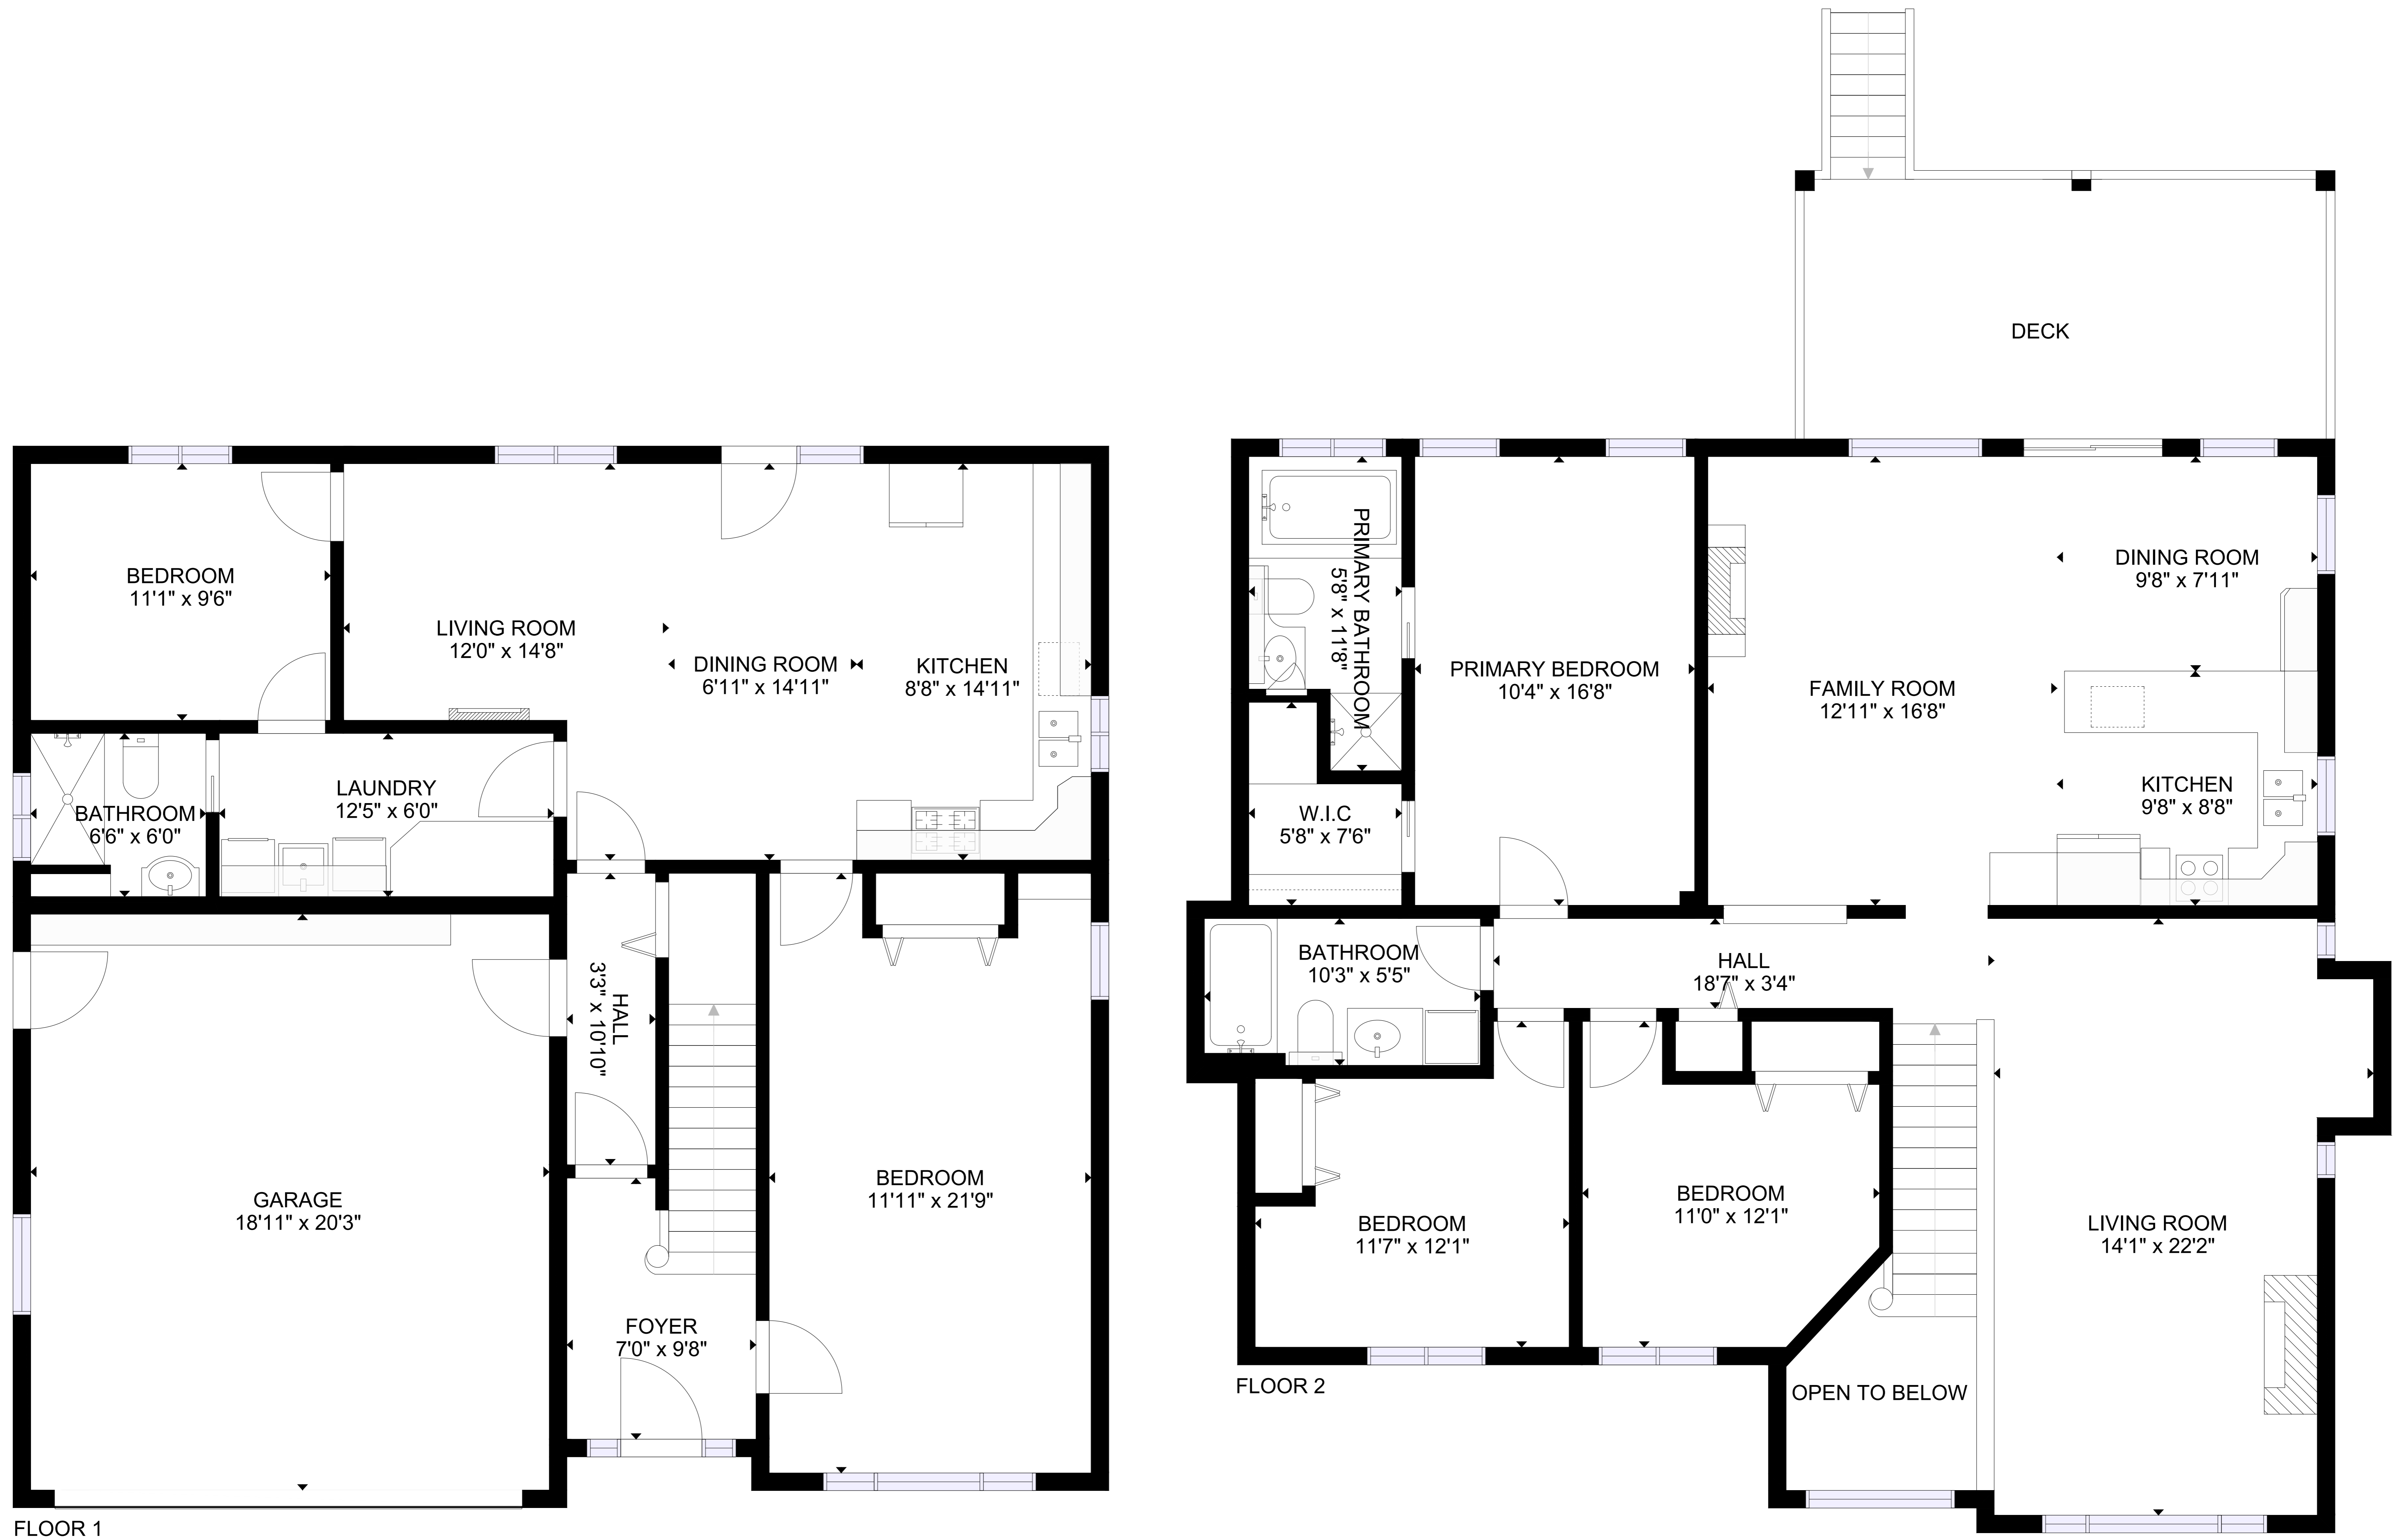 BEDROOM
11'1" x 9'6"
LIVING ROOM
12'0" x 14'8"
DINING ROOM
6'11" x 14'11"
KITCHEN
8'8" x 14'11"
BATHROOM
6'6" x 6'0"
LAUNDRY
12'5" x 6'0"
HALL
3'3" x 10'10"
GARAGE
18'11" x 20'3"
BEDROOM
11'11" x 21'9"
FOYER
7'0" x 9'8"
FLOOR 1
DECK
PRIMARY BATHROOM
5'8" x 11'8"
PRIMARY BEDROOM
10'4" x 16'8"
FAMILY ROOM
12'11" x 16'8"
DINING ROOM
9'8" x 7'11"
KITCHEN
9'8" x 8'8"
W.I.C
5'8" x 7'6"
BATHROOM
10'3" x 5'5"
HALL
18'7" x 3'4"
BEDROOM
11'7" x 12'1"
BEDROOM
11'0" x 12'1"
LIVING ROOM
14'1" x 22'2"
OPEN TO BELOW
FLOOR 2